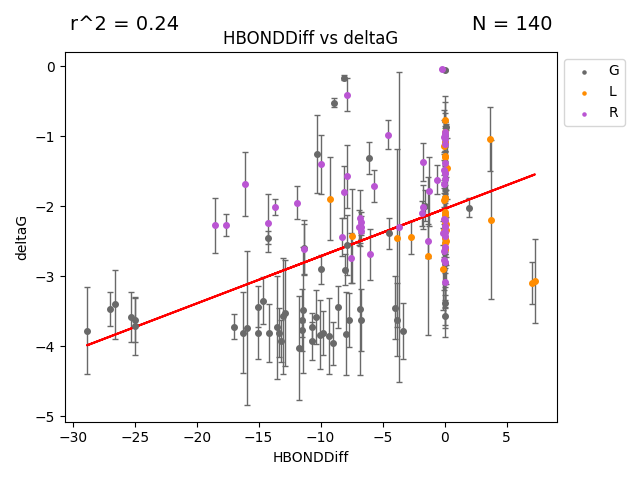 r^2 = 0.24
N = 140
HBONDDiff vs deltaG
G
L
R
deltaG
0
−1
−2
−3
−4
−5
−30 −25 −20 −15 −10 −5 0 5
HBONDDiff